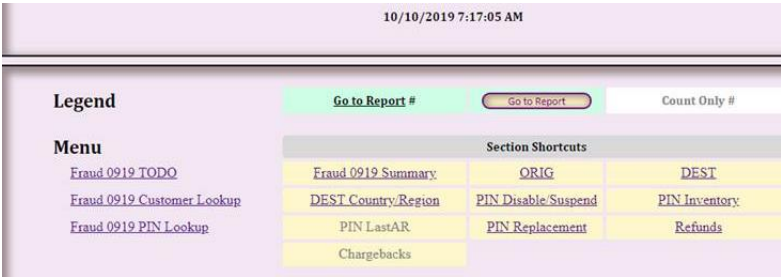 10/10/2019 7:17:05 AM
Legend Go to Report # Go to Report Count Only #
Menu Section Shortcuts
Fraud 0919 TODO Fraud 0919 Summary ORIG DEST
Fraud 0919 Customer Lookup DEST Country/Region PIN Disable/Suspend PIN Inventory
Fraud 0919 PIN Lookup PIN LastAR PIN Replacement Refunds
Chargebacks